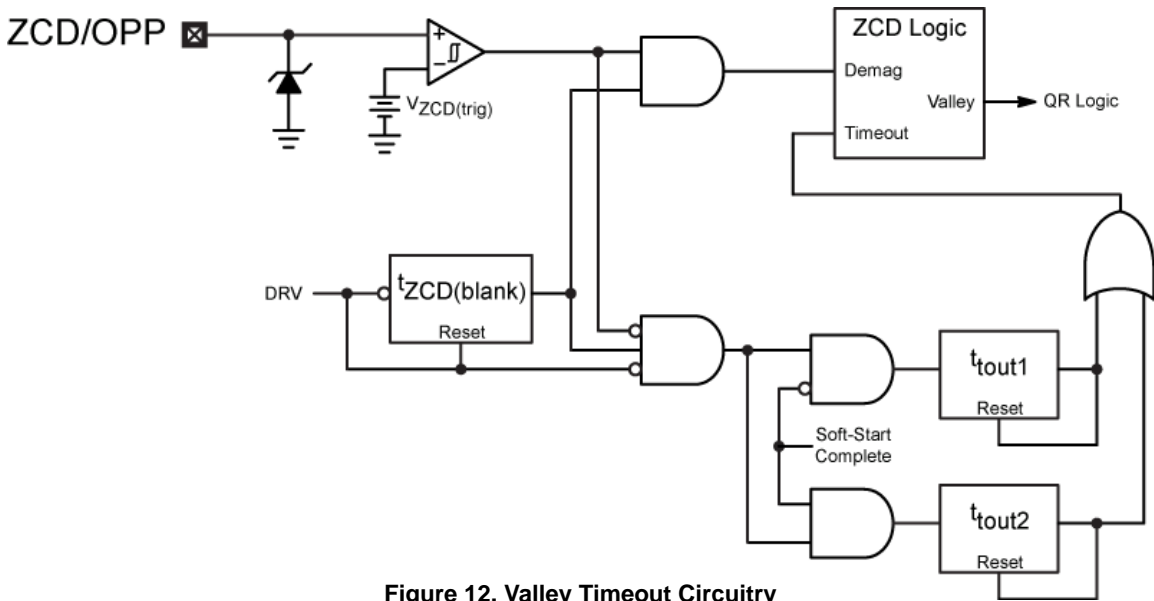 ZCD/OPP
+
−
VZCD(trig)
ZCD Logic
Demag
Valley
QR Logic
Timeout
DRV
tZCD(blank)
Reset
ttout1
Reset
Soft-Start
Complete
ttout2
Reset
Figure 12. Valley Timeout Circuitry